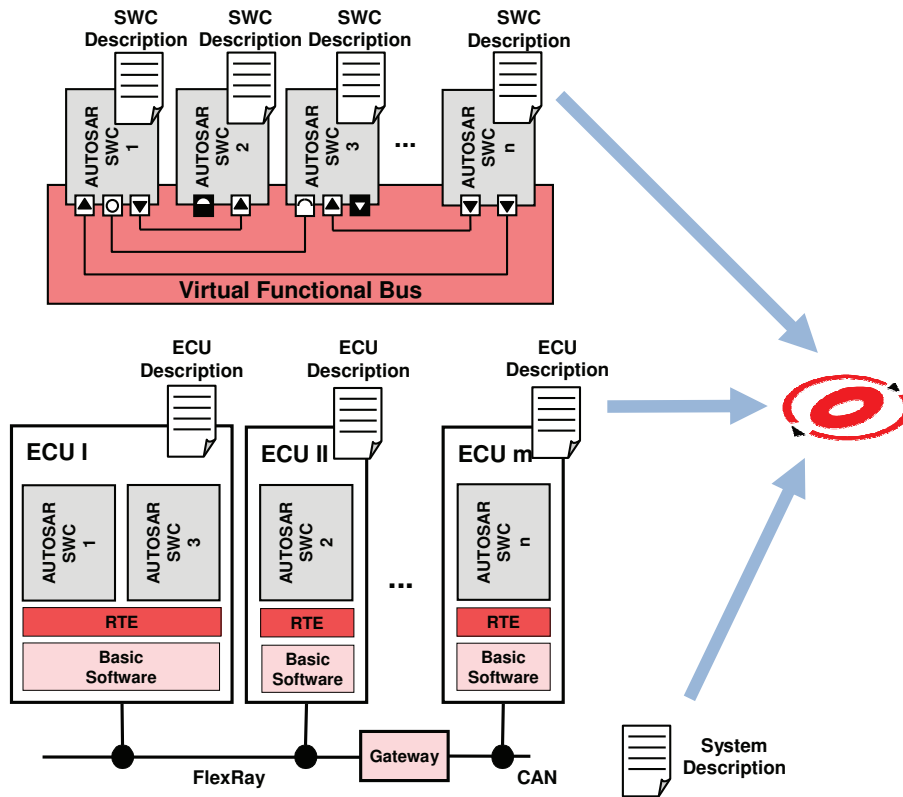 SWC
Description
SWC
Description
SWC
Description
SWC
Description
AUTOSAR
SWC
1
AUTOSAR
SWC
2
AUTOSAR
SWC
3
...
AUTOSAR
SWC
n
Virtual Functional Bus
ECU
Description
ECU
Description
ECU
Description
ECU I
ECU II
ECU m
AUTOSAR
SWC
1
AUTOSAR
SWC
3
AUTOSAR
SWC
2
...
AUTOSAR
SWC
n
RTE
RTE
RTE
Basic
Software
Basic
Software
Basic
Software
Gateway
FlexRay
CAN
System
Description